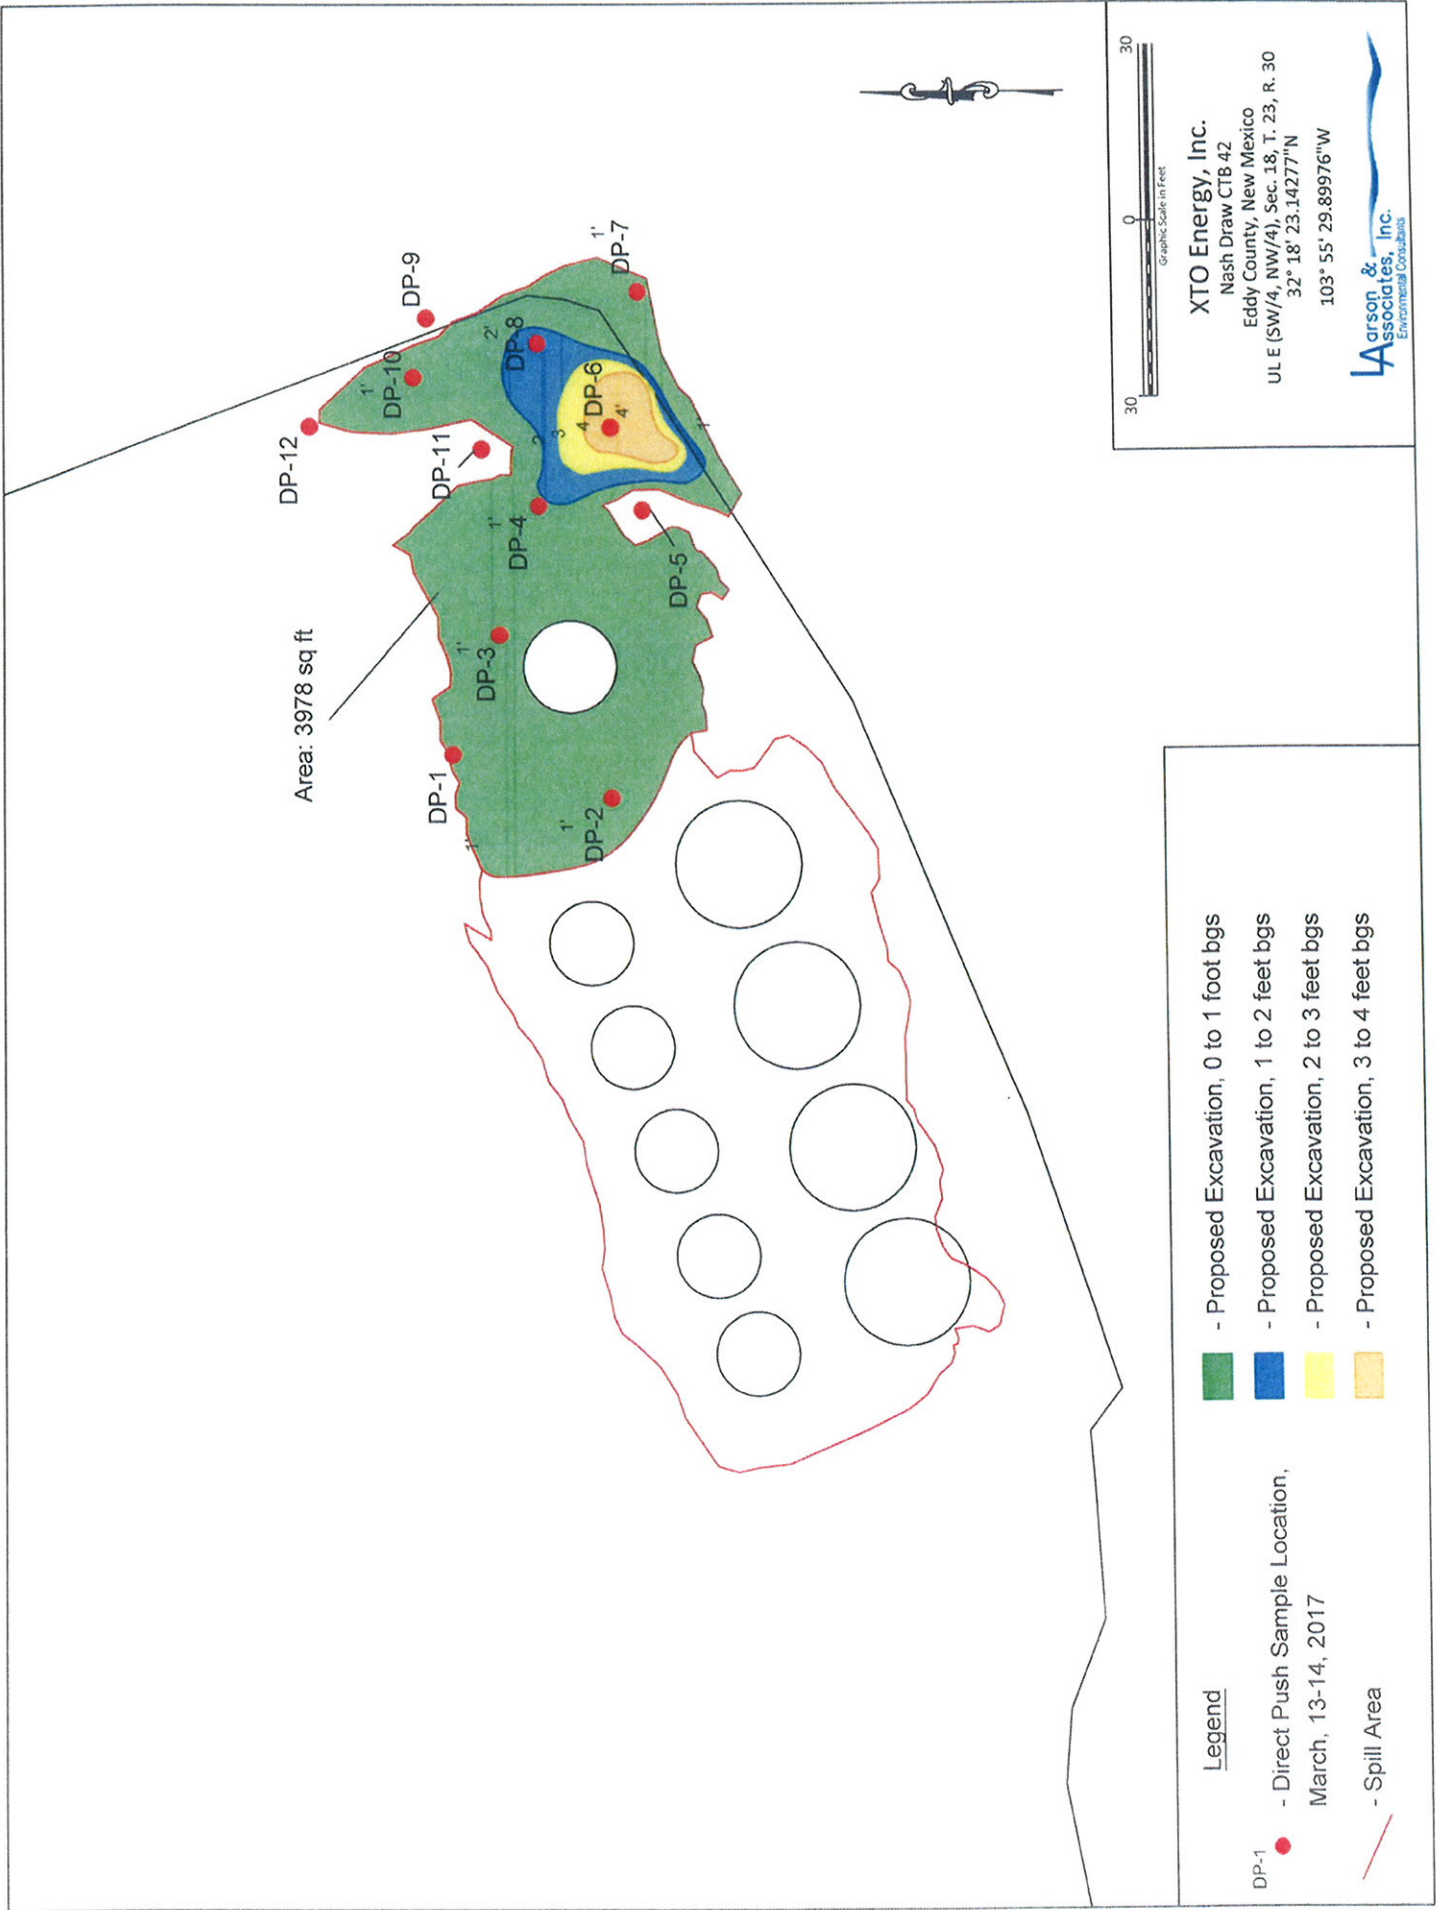 Area: 3978 sq ft
DP-12
DP-9
1'
DP-10
DP-11
DP-1
1'
1'
DP-3
1'
DP-4
2'
DP-8
2
3
4
DP-6
4'
1'
DP-7
1'
DP-2
DP-5
1'
Legend
DP-1
- Direct Push Sample Location,
March, 13-14, 2017
- Spill Area
- Proposed Excavation, 0 to 1 foot bgs
- Proposed Excavation, 1 to 2 feet bgs
- Proposed Excavation, 2 to 3 feet bgs
- Proposed Excavation, 3 to 4 feet bgs
30 0 30
Graphic Scale in Feet
XTO Energy, Inc.
Nash Draw CTB 42
Eddy County, New Mexico
UL E (SW/4, NW/4), Sec. 18, T. 23, R. 30
32° 18' 23.14277"N
103° 55' 29.89976"W
Larson &
Associates, Inc.
Environmental Consultants